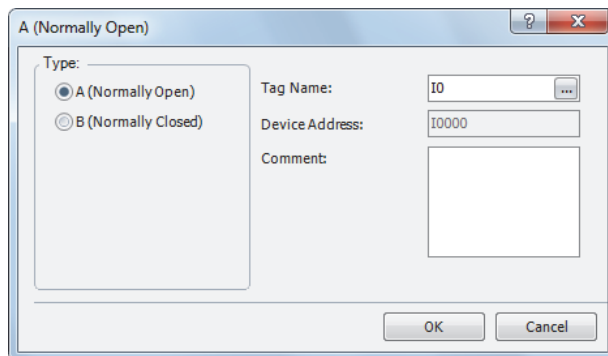 A (Normally Open)
Type:
A (Normally Open)
B (Normally Closed)
Tag Name:
I0
...
Device Address:
I0000
Comment:
OK
Cancel